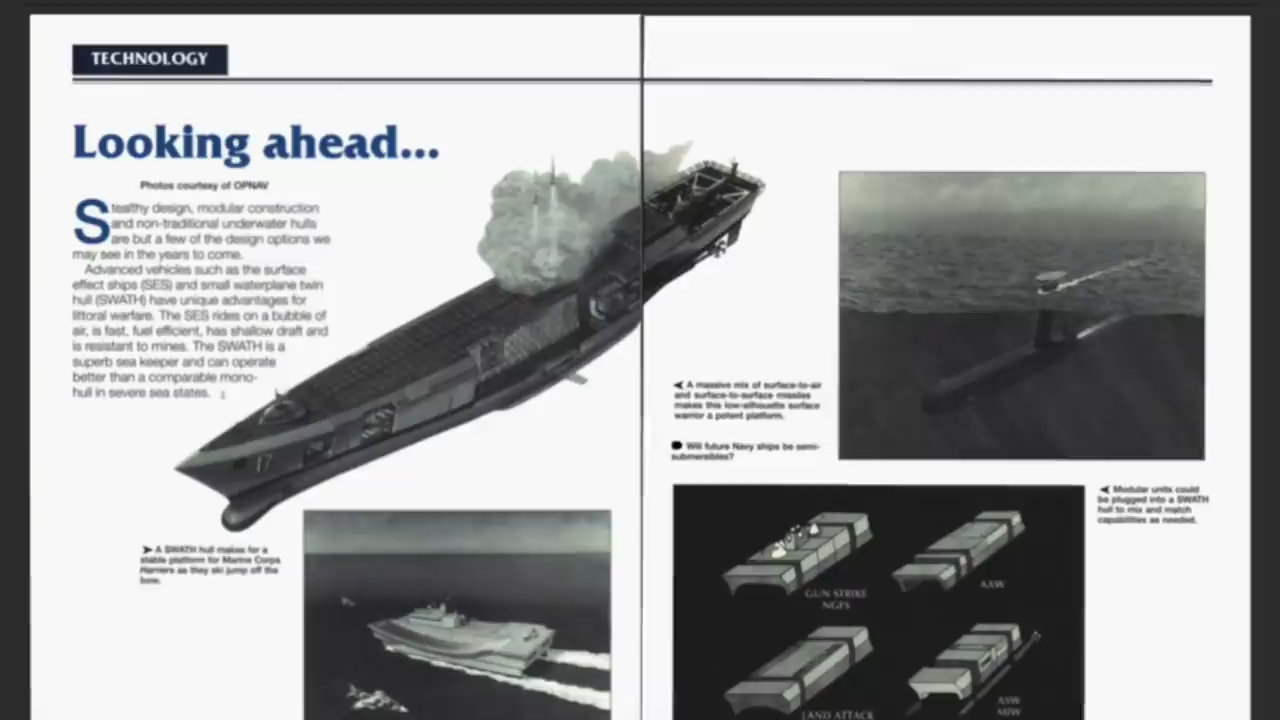 TECHNOLOGY
Looking ahead...
Photos courtesy of OPNAV
Stealthy design, modular construction
and non-traditional underwater hulls
are but a few of the design options we
may see in the years to come.
Advanced vehicles such as the surface
effect ships (SES) and small waterplane twin
hull (SWATH) have unique advantages for
littoral warfare. The SES rides on a bubble of
air, is fast, fuel efficient, has shallow draft and
is resistant to mines. The SWATH is a
superb sea keeper and can operate
better than a comparable mono-
hull in severe sea states.
17
A SWATH hull makes for a
stable platform for Marine Corps
Harriers as they ski jump off the
bow.
A massive mix of surface-to-air
and surface-to-surface missiles
makes this low-silhouette surface
warrior a potent platform.
Will future Navy ships be semi-
submersibles?
Modular units could
be plugged into a SWATH
hull to mix and match
capabilities as needed.
GUN STRIKE
NGFS
AAW
LAND ATTACK
ASW
MIW